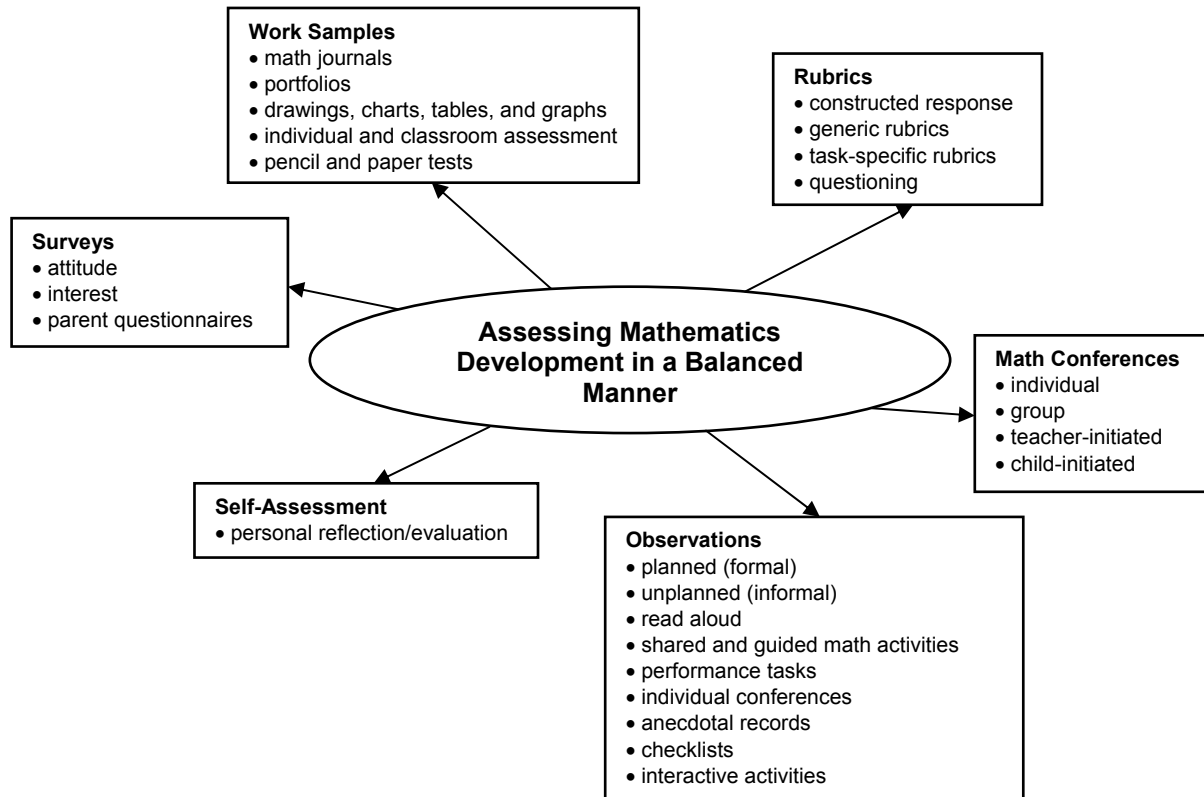 Work Samples
• math journals
• portfolios
• drawings, charts, tables, and graphs
• individual and classroom assessment
• pencil and paper tests
Rubrics
• constructed response
• generic rubrics
• task-specific rubrics
• questioning
Surveys
• attitude
• interest
• parent questionnaires
Assessing Mathematics
Development in a Balanced
Manner
Math Conferences
• individual
• group
• teacher-initiated
• child-initiated
Self-Assessment
• personal reflection/evaluation
Observations
• planned (formal)
• unplanned (informal)
• read aloud
• shared and guided math activities
• performance tasks
• individual conferences
• anecdotal records
• checklists
• interactive activities